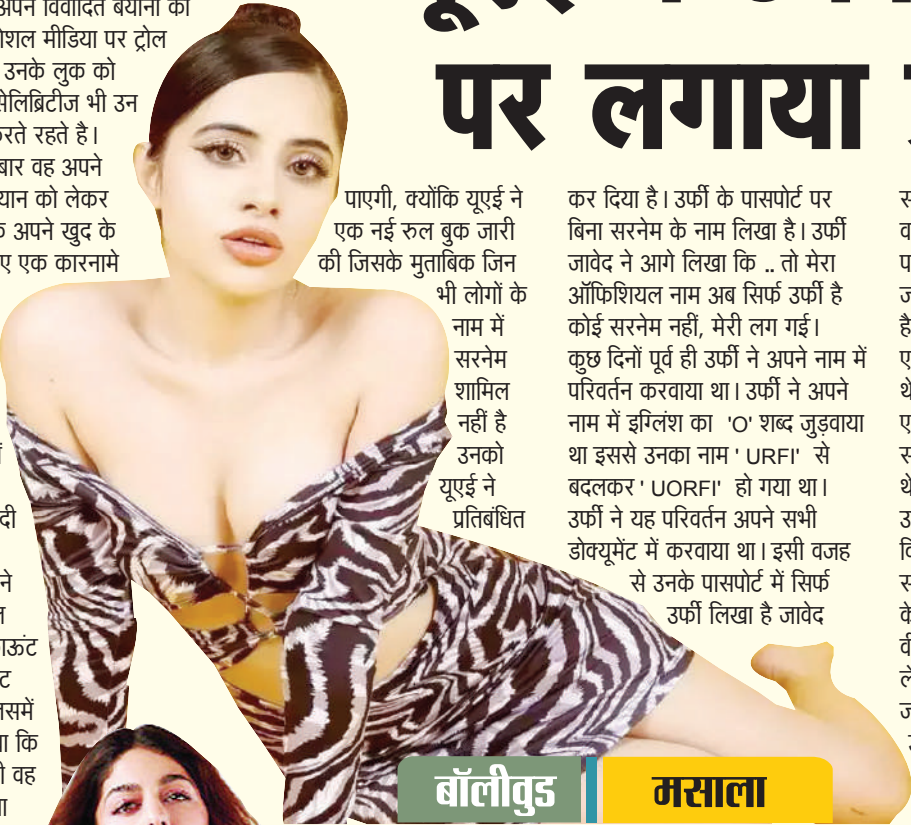 पर लगाया
अपने विवादित बयानों की
पर ट्रोल
मीडिया
उनके लुक को
सेलिब्रिटीज भी उन
करते रहते है।
बार वह अपने
को लेकर
अपने खुद के
एक कारनामे
ने
कि
वह
पाएगी, क्योंकि यूएई ने
एक नई रुल बुक जारी
की जिसके मुताबिक जिन
भी लोगों के
नाम में
सरनेम
शामिल
नहीं है
उनको
यूएई ने
प्रतिबंधित
कर दिया है। उर्फी के पासपोर्ट पर
बिना सरनेम के नाम लिखा है। उर्फी
जावेद ने आगे लिखा कि .. तो मेरा
ऑफिशियल नाम अब सिर्फ उर्फी है
कोई सरनेम नहीं, मेरी लग गई।
कुछ दिनों पूर्व ही उर्फी ने अपने नाम में
परिवर्तन करवाया था। उर्फी ने अपने
नाम में इग्लिंश का 'O' शब्द जुड़वाया
था इससे उनका नाम ' URFI' से
बदलकर ' UORFI' हो गया था।
उर्फी ने यह परिवर्तन अपने सभी
डोक्यूमेंट में करवाया था। इसी वजह
से उनके पासपोर्ट में सिर्फ
उर्फी लिखा है जावेद
बॉलीवुड मसाला